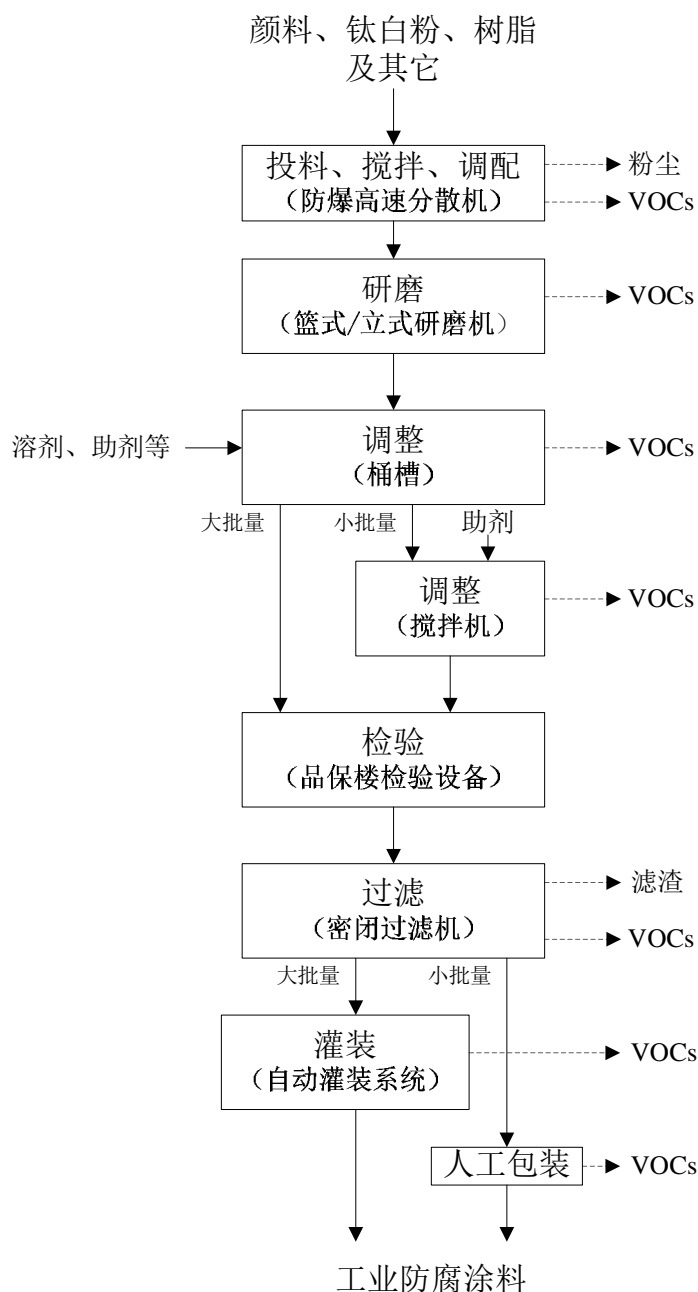 颜料、钛白粉、树脂
及其它
投料、搅拌、调配
（防爆高速分散机）
粉尘
VOCs
研磨
（篮式/立式研磨机）
VOCs
溶剂、助剂等
调整
（桶槽）
VOCs
大批量
小批量
助剂
调整
（搅拌机）
VOCs
检验
（品保楼检验设备）
过滤
（密闭过滤机）
滤渣
VOCs
大批量
小批量
灌装
（自动灌装系统）
VOCs
人工包装
VOCs
工业防腐涂料